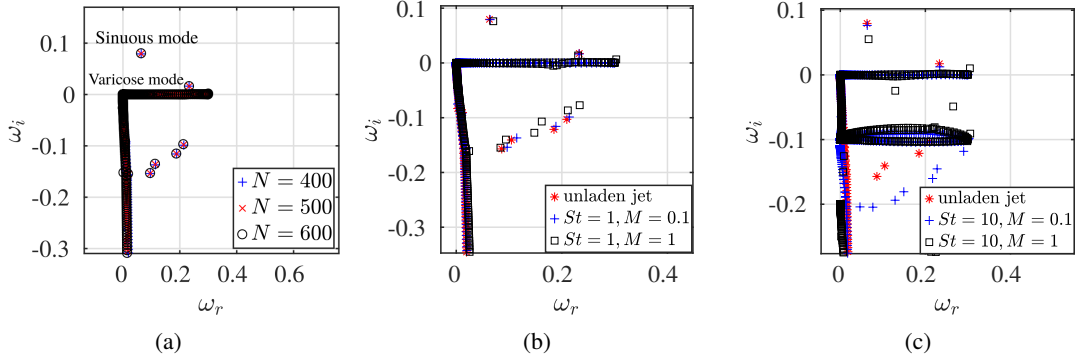 0.1
0
-0.1
-0.2
-0.3
ω_i
0 0.2 0.4 0.6
ω_r
Sinuous mode
Varicose mode
N = 400
N = 500
N = 600
(a)
0.1
0
-0.1
-0.2
-0.3
ω_i
0 0.2 0.4
ω_r
unladen jet
St = 1, M = 0.1
St = 1, M = 1
(b)
0.1
0
-0.1
-0.2
ω_i
0 0.2 0.4
ω_r
unladen jet
St = 10, M = 0.1
St = 10, M = 1
(c)